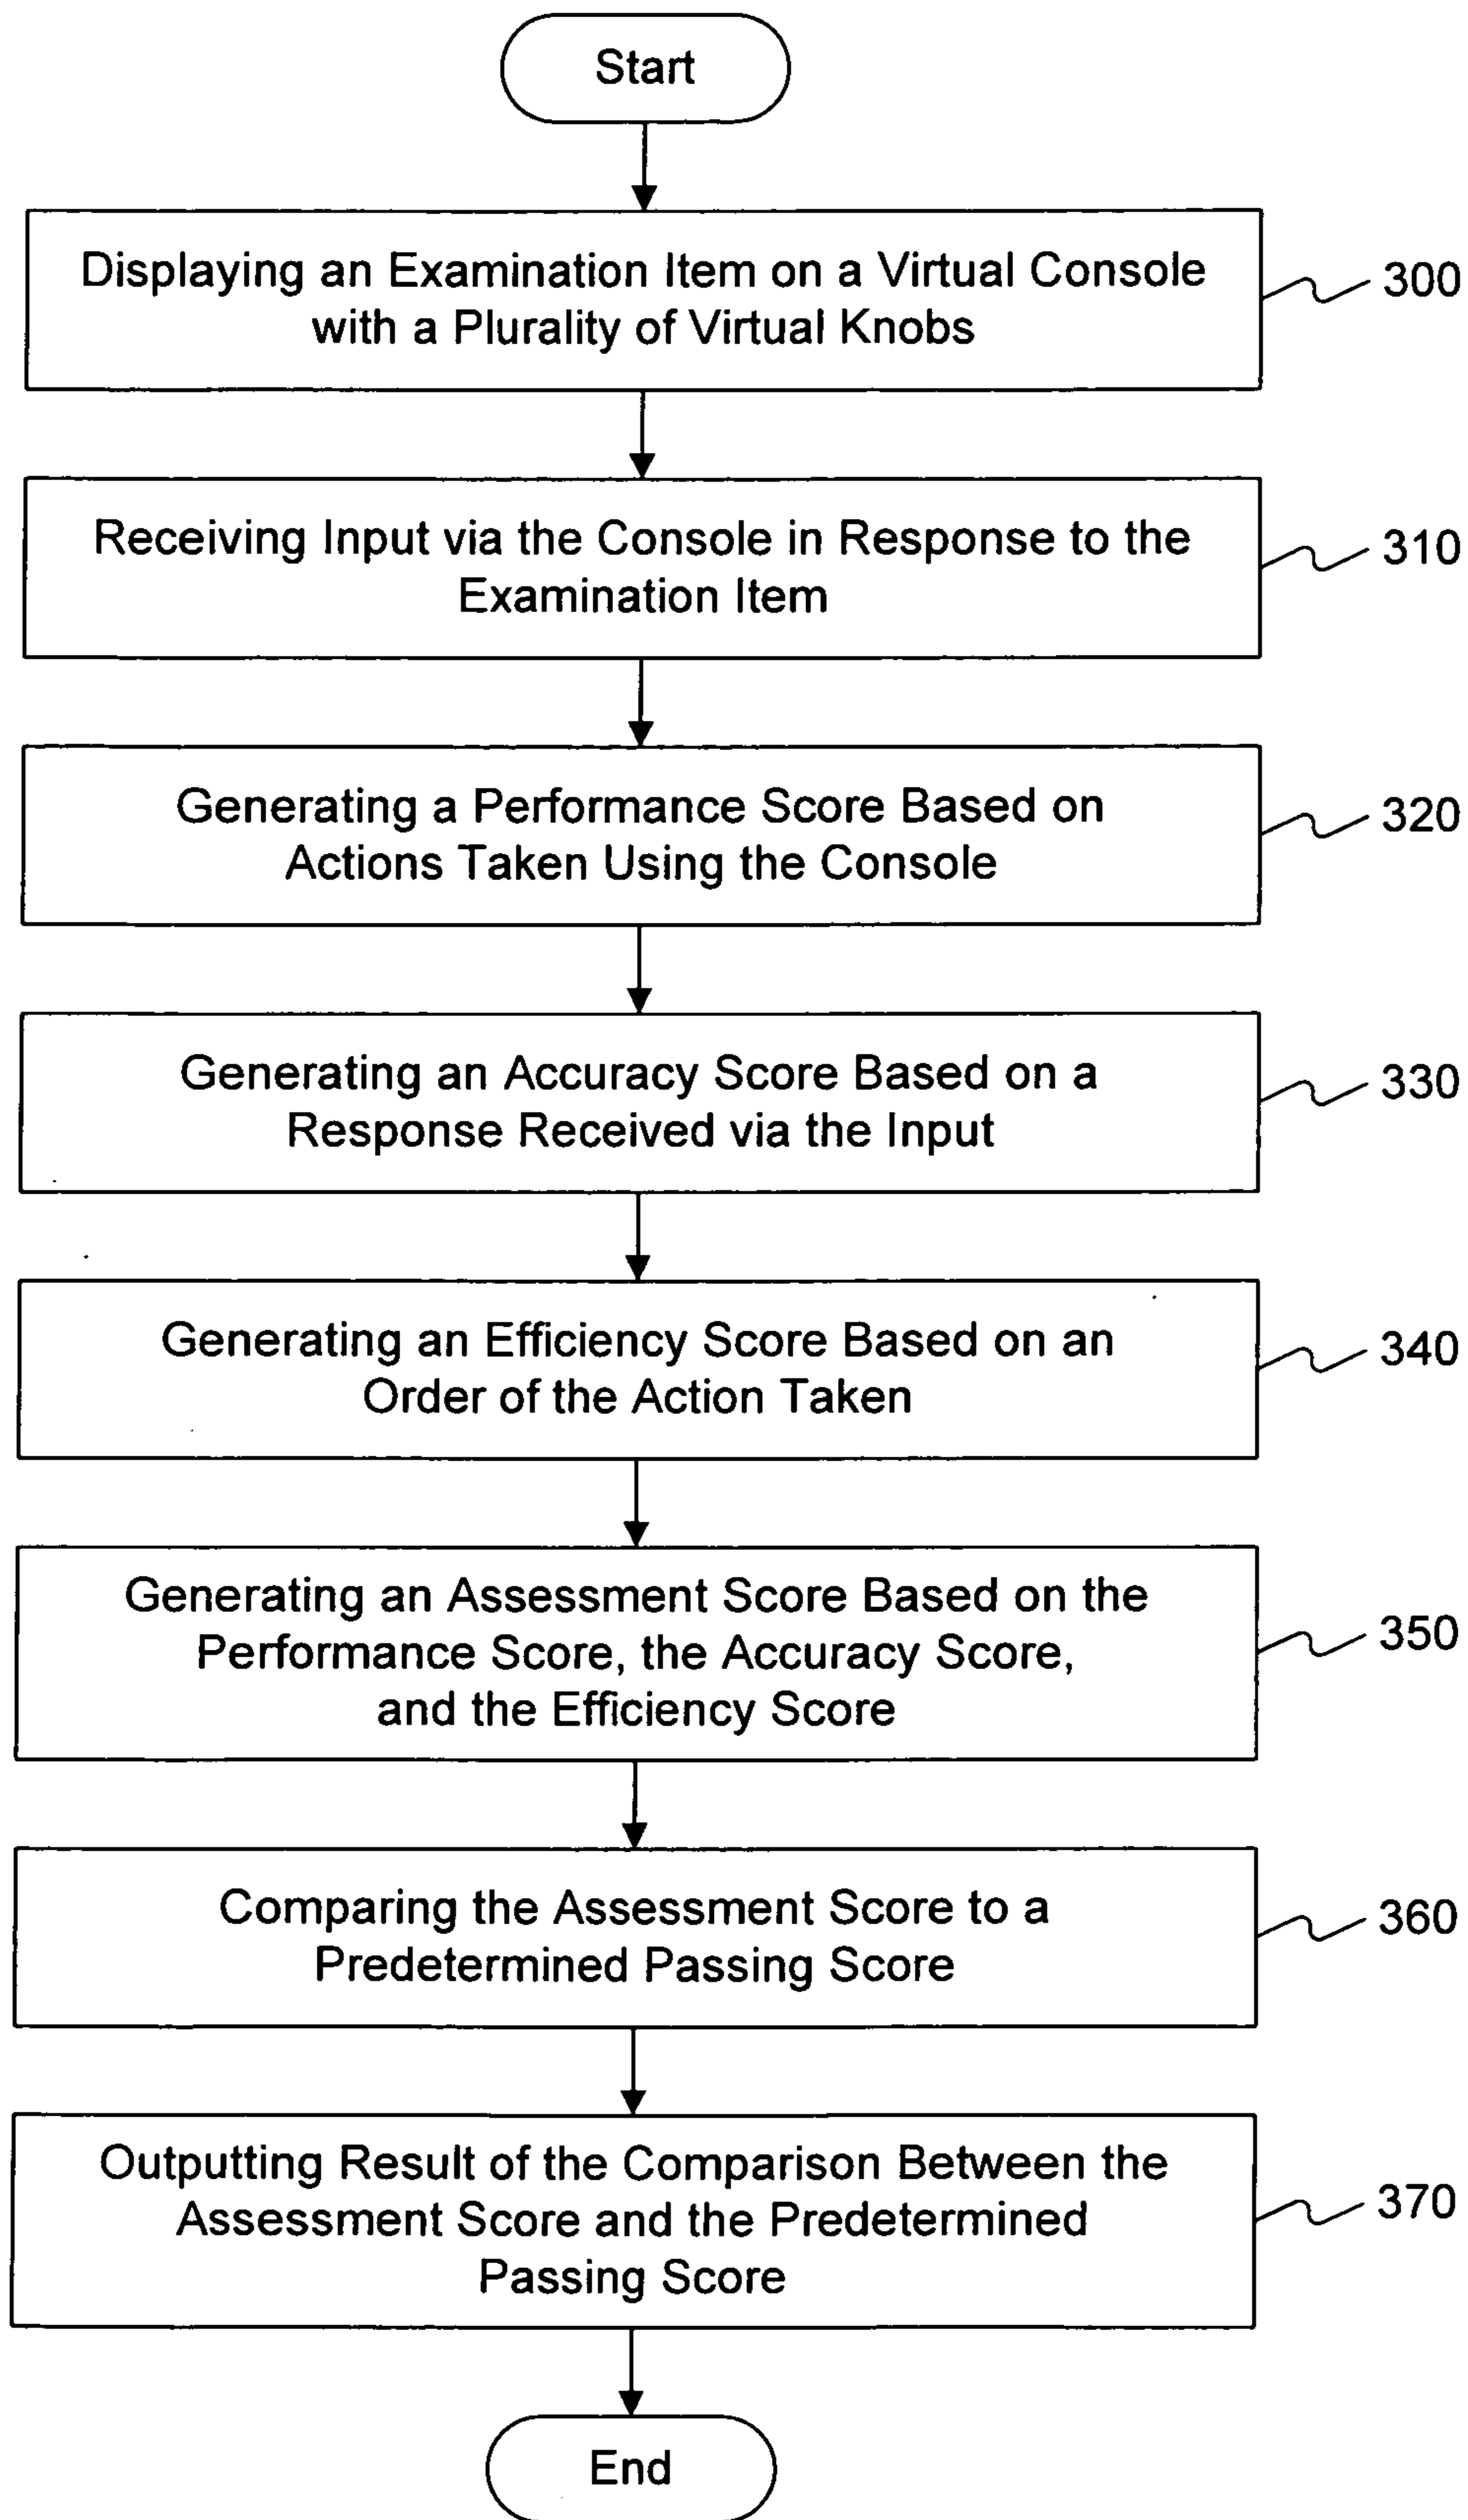 Start
Displaying an Examination Item on a Virtual Console
with a Plurality of Virtual Knobs
300
Receiving Input via the Console in Response to the
Examination Item
310
Generating a Performance Score Based on
Actions Taken Using the Console
320
Generating an Accuracy Score Based on a
Response Received via the Input
330
Generating an Efficiency Score Based on an
Order of the Action Taken
340
Generating an Assessment Score Based on the
Performance Score, the Accuracy Score,
and the Efficiency Score
350
Comparing the Assessment Score to a
Predetermined Passing Score
360
Outputting Result of the Comparison Between the
Assessment Score and the Predetermined
Passing Score
370
End